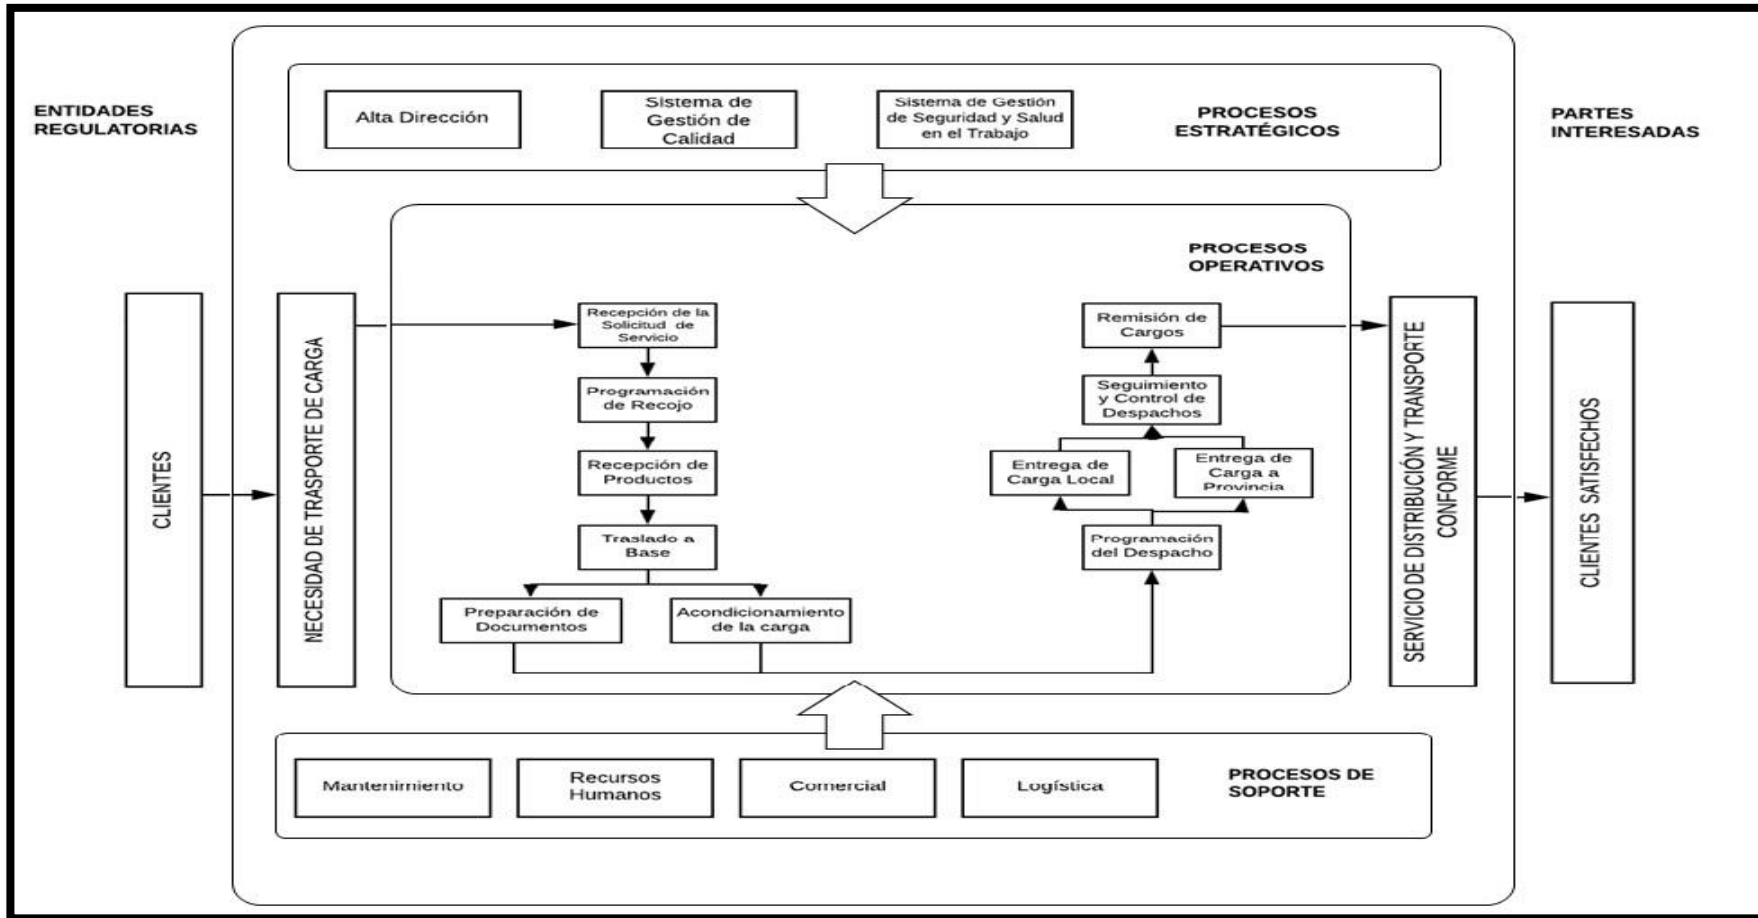 ENTIDADES
REGULATORIAS
Alta Dirección
Sistema de
Gestión de
Calidad
Sistema de Gestión
de Seguridad y Salud
en el Trabajo
PROCESOS
ESTRATÉGICOS
PARTES
INTERESADAS
PROCESOS
OPERATIVOS
CLIENTES
NECESIDAD DE TRASPORTE DE CARGA
Recepción de la
Solicitud de
Servicio
Programación
de Recojo
Recepción de
Productos
Traslado a
Base
Preparación de
Documentos
Acondicionamiento
de la carga
Remisión de
Cargos
Seguimiento
y Control de
Despachos
Entrega de
Carga Local
Entrega de
Carga a
Provincia
Programación
del Despacho
SERVICIO DE DISTRIBUCIÓN Y TRANSPORTE
CONFORME
CLIENTES SATISFECHOS
Mantenimiento
Recursos
Humanos
Comercial
Logística
PROCESOS DE
SOPORTE